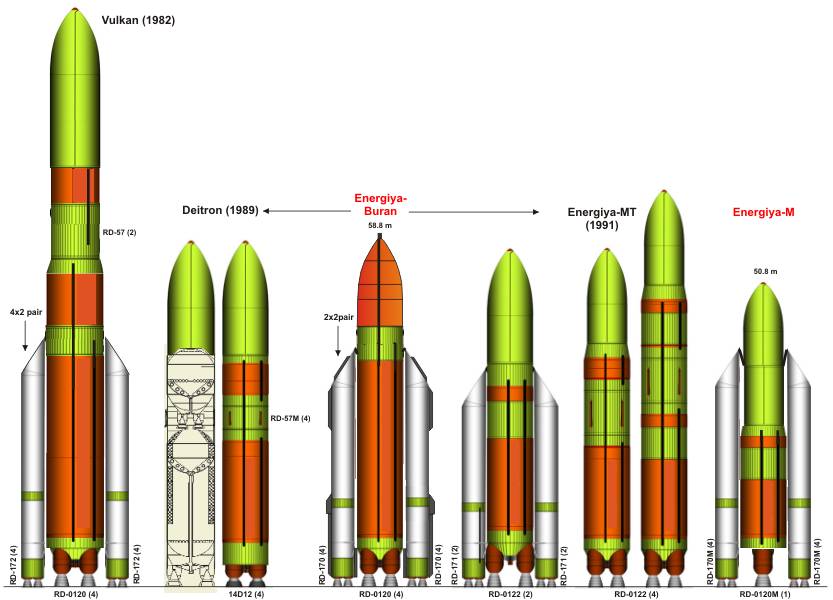 Vulkan (1982)
RD-57 (2)
4x2 pair
RD-172 (4)
RD-172 (4)
RD-0120 (4)
Deitron (1989)
RD-57M (4)
14D12 (4)
Energiya-
Buran
58.8 m
2x2pair
RD-170 (4)
RD-170 (4)
RD-0120 (4)
RD-171 (2)
RD-171 (2)
RD-0122 (2)
Energiya-MT
(1991)
RD-0122 (4)
Energiya-M
50.8 m
RD-170M (4)
RD-170M (4)
RD-0120M (1)